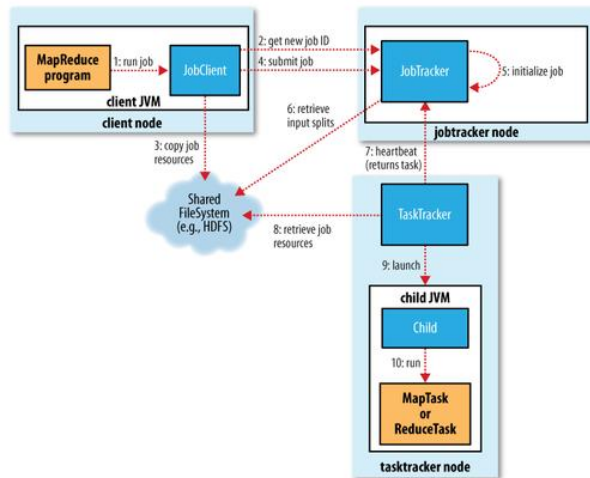 MapReduce
program
1: run job
JobClient
client JVM
client node
2: get new job ID
4: submit job
JobTracker
5: initialize job
jobtracker node
3: copy job
resources
6: retrieve
input splits
7: heartbeat
(returns task)
Shared
FileSystem
(e.g., HDFS)
8: retrieve job
resources
TaskTracker
9: launch
child JVM
Child
10: run
MapTask
or
ReduceTask
tasktracker node